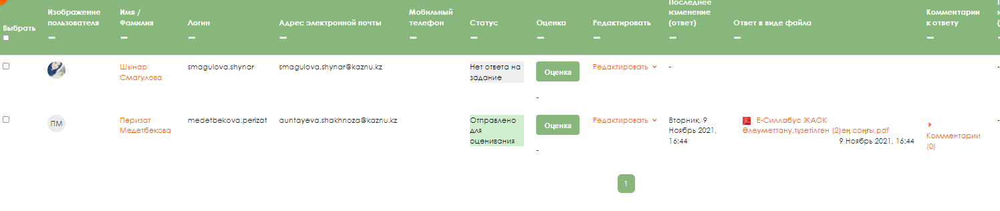 Выбрать
Изображение
пользователя
Имя /
Фамилия
Логин
Адрес электронной почты
Мобильный
телефон
Статус
Оценка
Редактировать
Последнее
изменение
(ответ)
Ответ в виде файла
Комментарии
к ответу
Шынар
Смагулова
smagulova.shynar
smagulova.shynar@kaznu.kz
Нет ответа на
задание
Оценка
-
Редактировать
-
-
ПМ
Перизат
Медетбекова
medetbekova.perizat
auntayeva.shakhnoza@kaznu.kz
Отправлено
для
оценивания
Оценка
-
Редактировать
Вторник, 9
Ноябрь 2021,
16:44
Е-Силлабус ЖАОК
Әлеуметтану,түзетілген (2)ең соңғы.pdf
9 Ноябрь 2021, 16:44
Комментарии
(0)
-
1